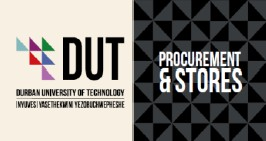 DUT
DURBAN UNIVERSITY OF TECHNOLOGY
INYUVESI YASETHEKWINI YEZOBUCHWEPHESHE
PROCUREMENT
& STORES